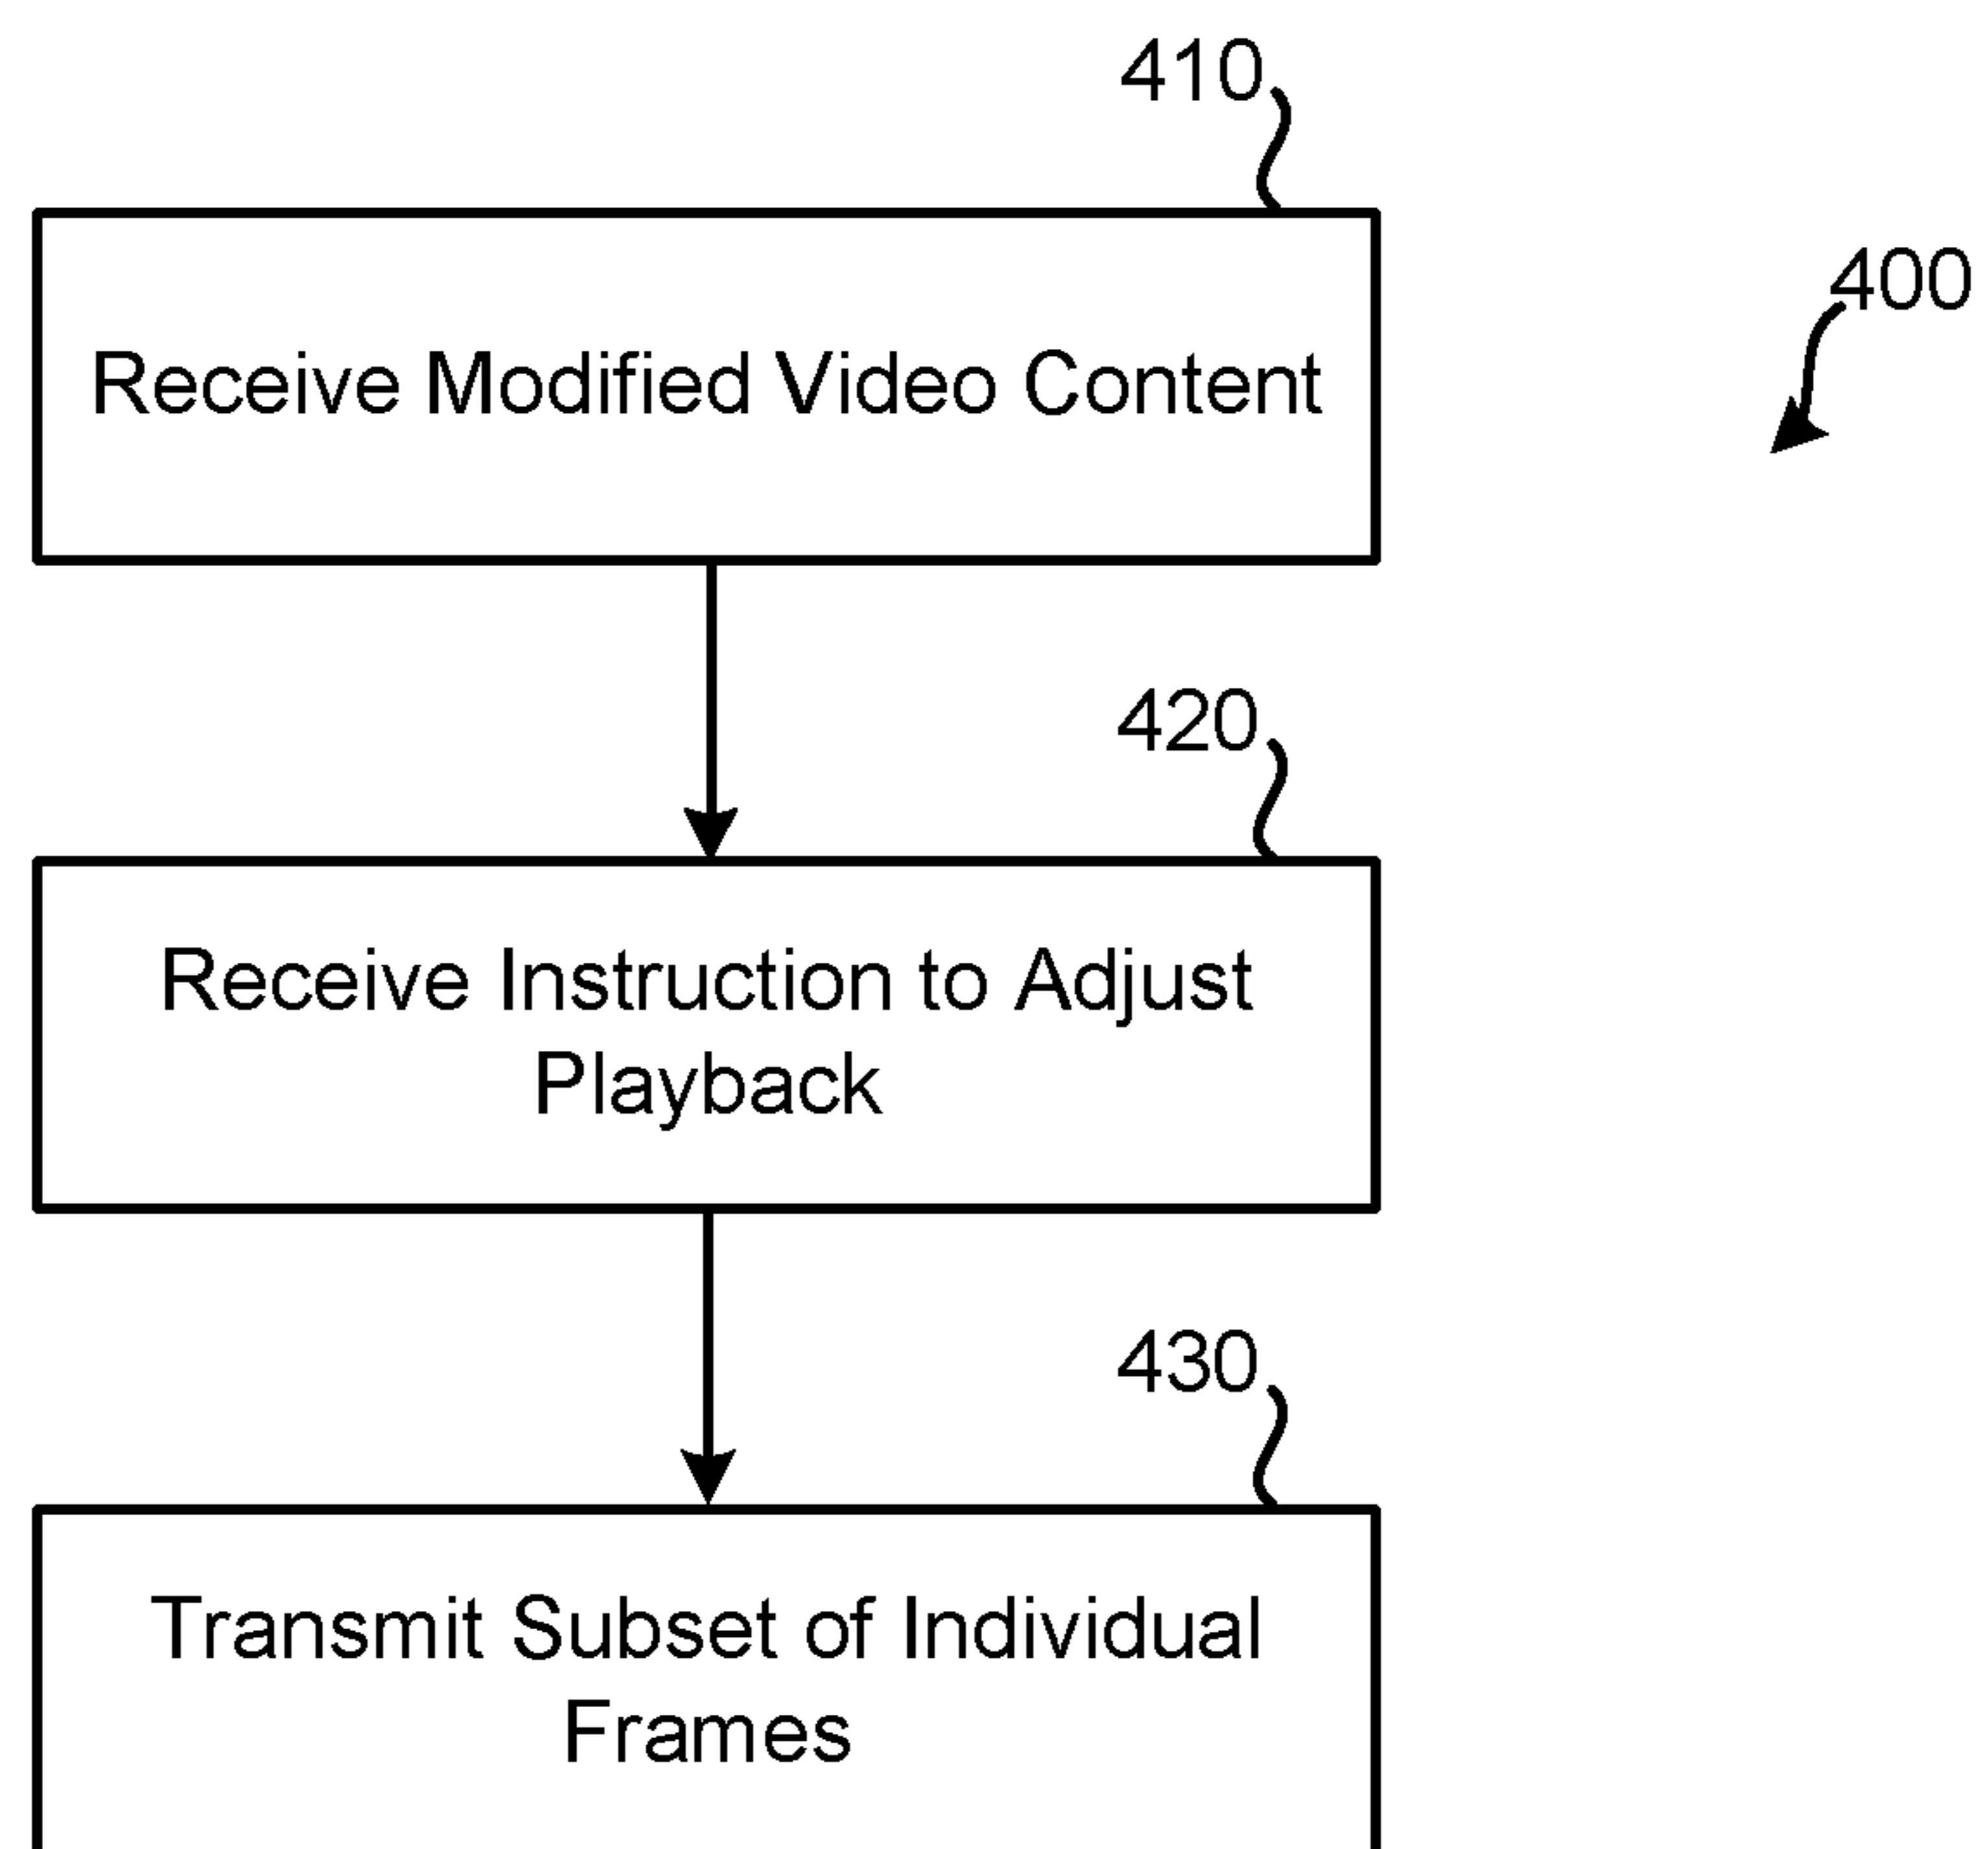 410
400
Receive Modified Video Content
420
Receive Instruction to Adjust
Playback
430
Transmit Subset of Individual
Frames